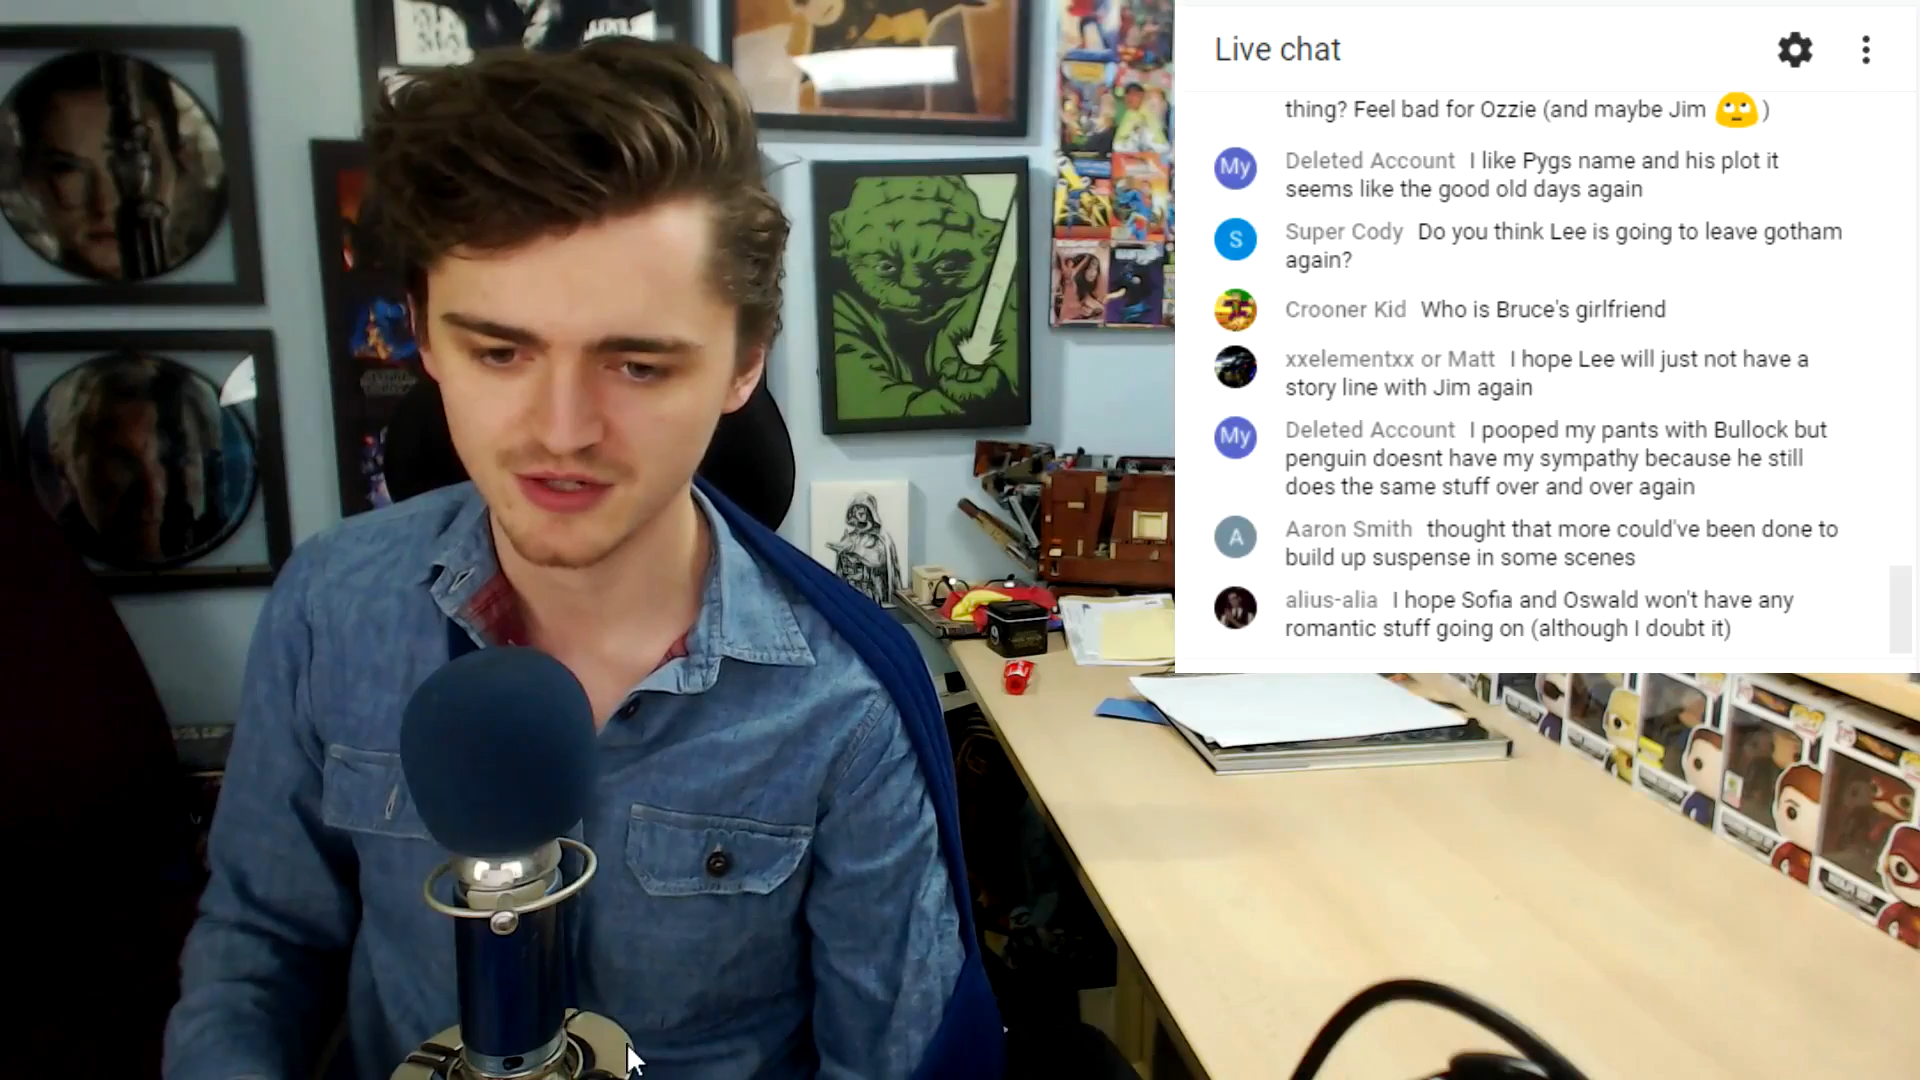 Live chat
thing? Feel bad for Ozzie (and maybe Jim 🙄)
My
Deleted Account I like Pygs name and his plot it
seems like the good old days again
S
Super Cody Do you think Lee is going to leave gotham
again?
Crooner Kid Who is Bruce's girlfriend
xxelementxx or Matt I hope Lee will just not have a
story line with Jim again
My
Deleted Account I pooped my pants with Bullock but
penguin doesnt have my sympathy because he still
does the same stuff over and over again
A
Aaron Smith thought that more could've been done to
build up suspense in some scenes
alius-alia I hope Sofia and Oswald won't have any
romantic stuff going on (although I doubt it)